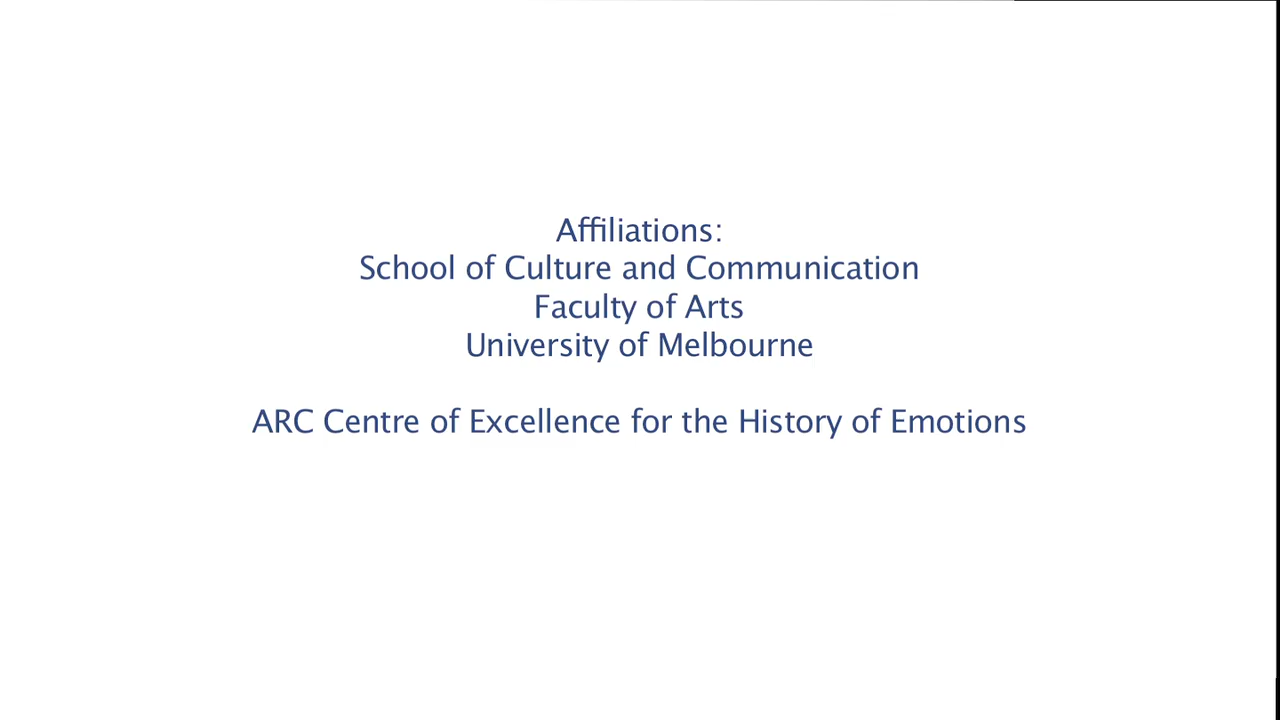 Affiliations:
School of Culture and Communication
Faculty of Arts
University of Melbourne
ARC Centre of Excellence for the History of Emotions